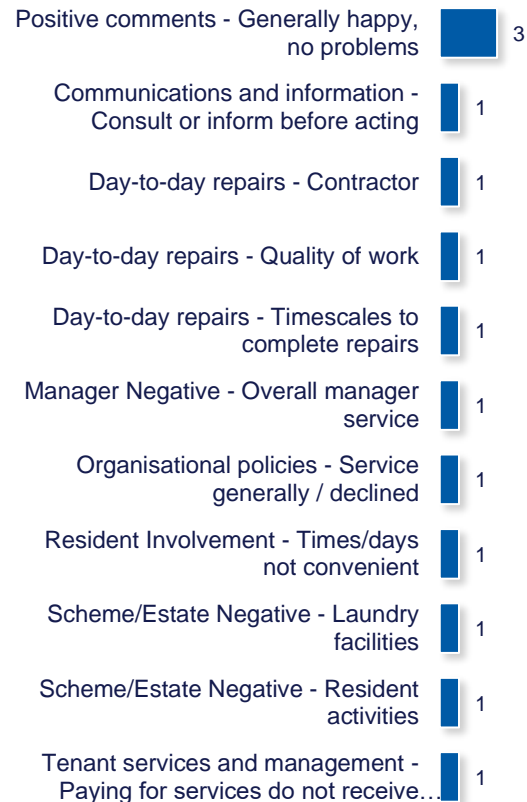 Positive comments - Generally happy,
no problems
3
Communications and information -
Consult or inform before acting
1
Day-to-day repairs - Contractor
1
Day-to-day repairs - Quality of work
1
Day-to-day repairs - Timescales to
complete repairs
1
Manager Negative - Overall manager
service
1
Organisational policies - Service
generally / declined
1
Resident Involvement - Times/days
not convenient
1
Scheme/Estate Negative - Laundry
facilities
1
Scheme/Estate Negative - Resident
activities
1
Tenant services and management -
Paying for services do not receive…
1